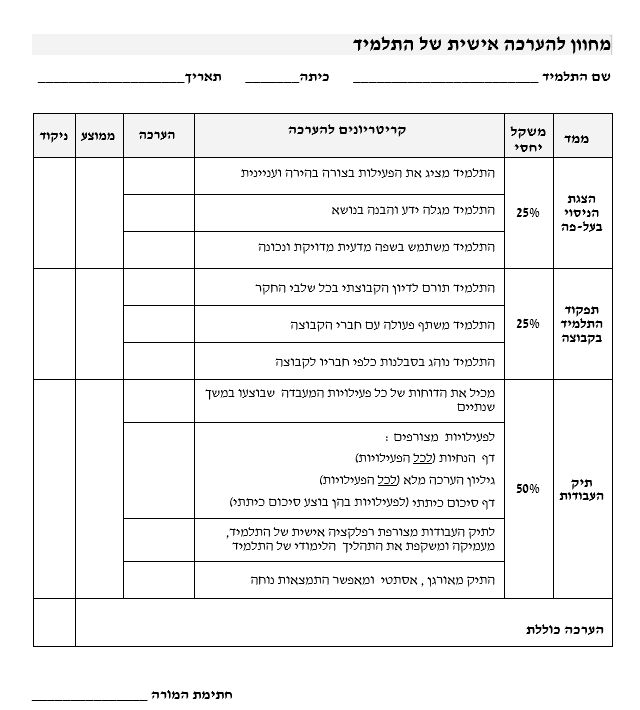 מחוון להערכה אישית של התלמיד
שם התלמיד ________________________ כיתה_______ תאריך___________________
ממד משקל יחסי קריטריונים להערכה הערכה ממוצע ניקוד
הצגת הניסוי בעל-פה
25%
התלמיד מציג את הפעילות בצורה בהירה ועניינית
התלמיד מגלה ידע והבנה בנושא
התלמיד משתמש בשפה מדעית מדויקת ונכונה
תפקוד התלמיד בקבוצה
25%
התלמיד תורם לדיון הקבוצתי בכל שלבי החקר
התלמיד משתף פעולה עם חברי הקבוצה
התלמיד נוהג בסבלנות כלפי חבריו לקבוצה
תיק העבודות
50%
מכיל את הדוחות של כל פעילויות המעבדה שבוצעו במשך
שנתיים
לפעילויות מצורפים :
דף הנחיות (לכל הפעילויות)
גיליון הערכה מלא (לכל הפעילויות)
דף סיכום כיתתי (לפעילויות בהן בוצע סיכום כיתתי)
לתיק העבודות מצורפת רפלקציה אישית של התלמיד,
מעמיקה ומשקפת את התהליך הלימודי של התלמיד
התיק מאורגן , אסתטי ומאפשר התמצאות נוחה
הערכה כוללת
חתימת המורה _______________